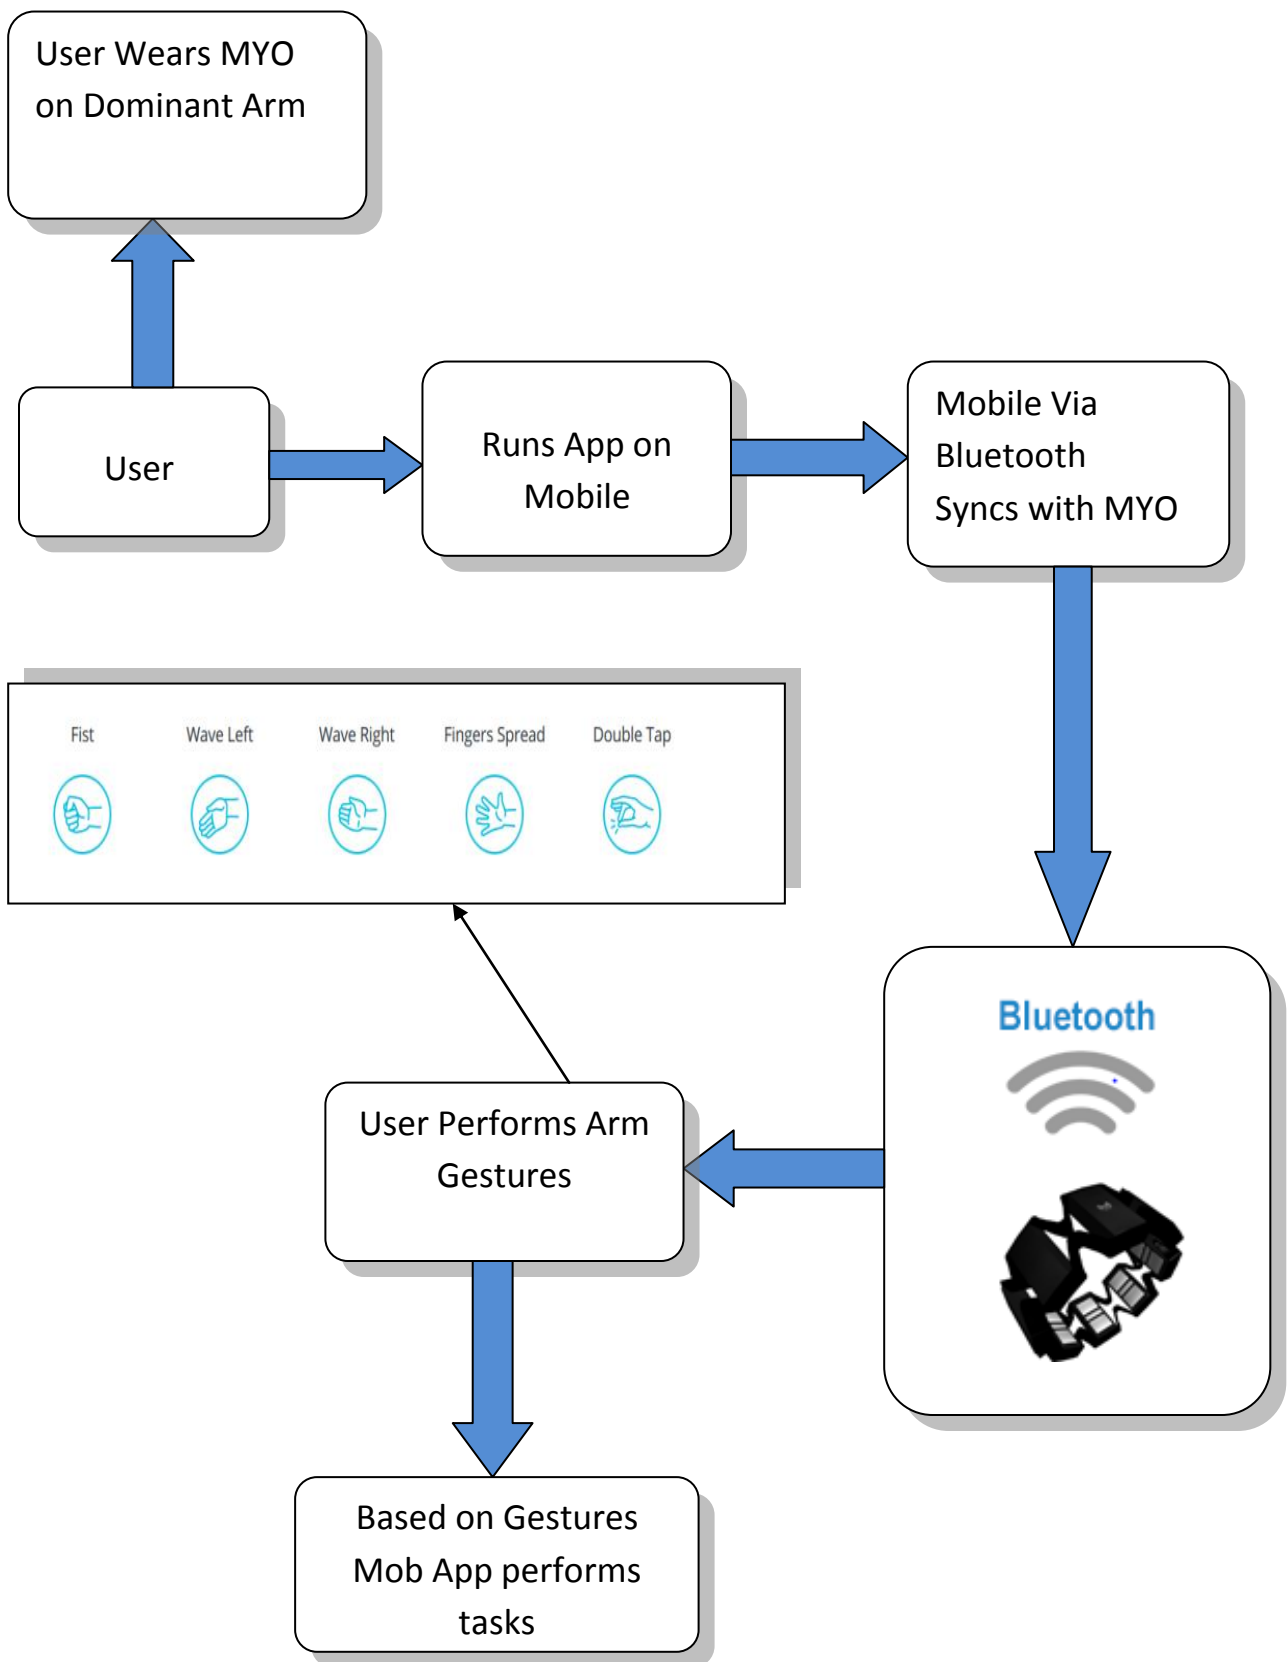 User Wears MYO
on Dominant Arm
User
Runs App on
Mobile
Mobile Via
Bluetooth
Syncs with MYO
Fist
Wave Left
Wave Right
Fingers Spread
Double Tap
Bluetooth
User Performs Arm
Gestures
Based on Gestures
Mob App performs
tasks